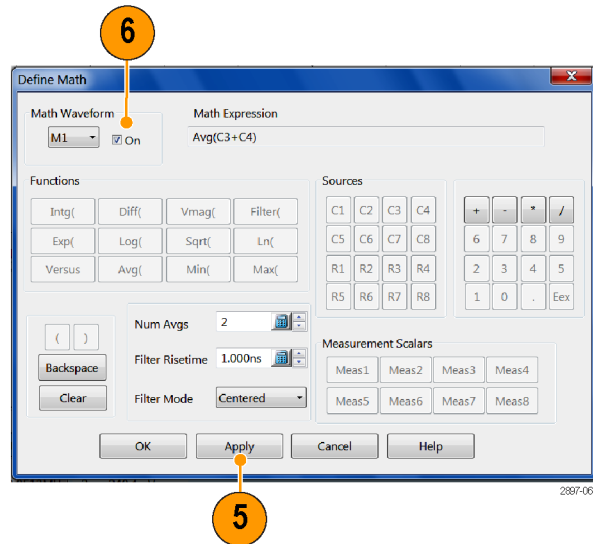 6
Define Math
X
Math Waveform
Math Expression
M1
On
Avg(C3+C4)
Functions
Sources
Intg(
Diff(
Vmag(
Filter(
C1
C2
C3
C4
+
-
*
/
Exp(
Log(
Sqrt(
Ln(
C5
C6
C7
C8
6
7
8
9
Versus
Avg(
Min(
Max(
R1
R2
R3
R4
2
3
4
5
R5
R6
R7
R8
1
0
.
Eex
(
)
Backspace
Clear
Num Avgs
2
Filter Risetime
1.000ns
Filter Mode
Centered
Measurement Scalars
Meas1
Meas2
Meas3
Meas4
Meas5
Meas6
Meas7
Meas8
OK
Apply
Cancel
Help
2897-06
5